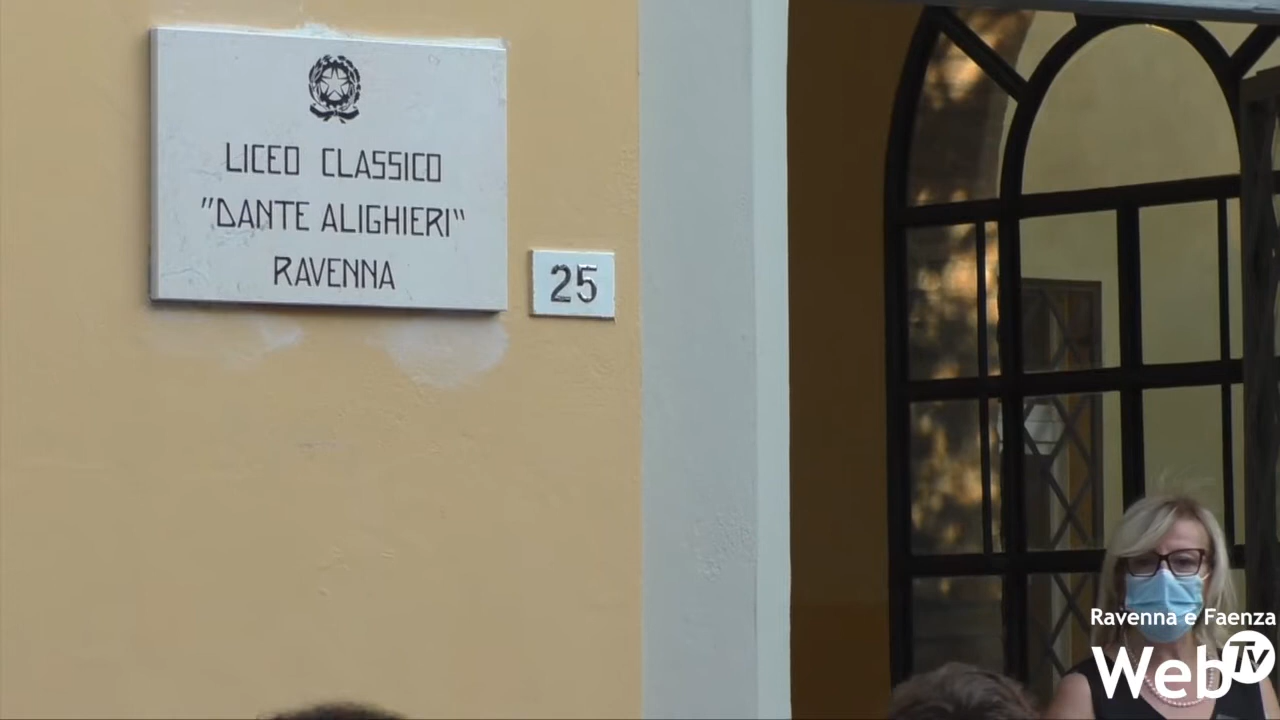 LICEO CLASSICO
"DANTE ALIGHIERI"
RAVENNA
25
Ravenna e Faenza
Web Tv